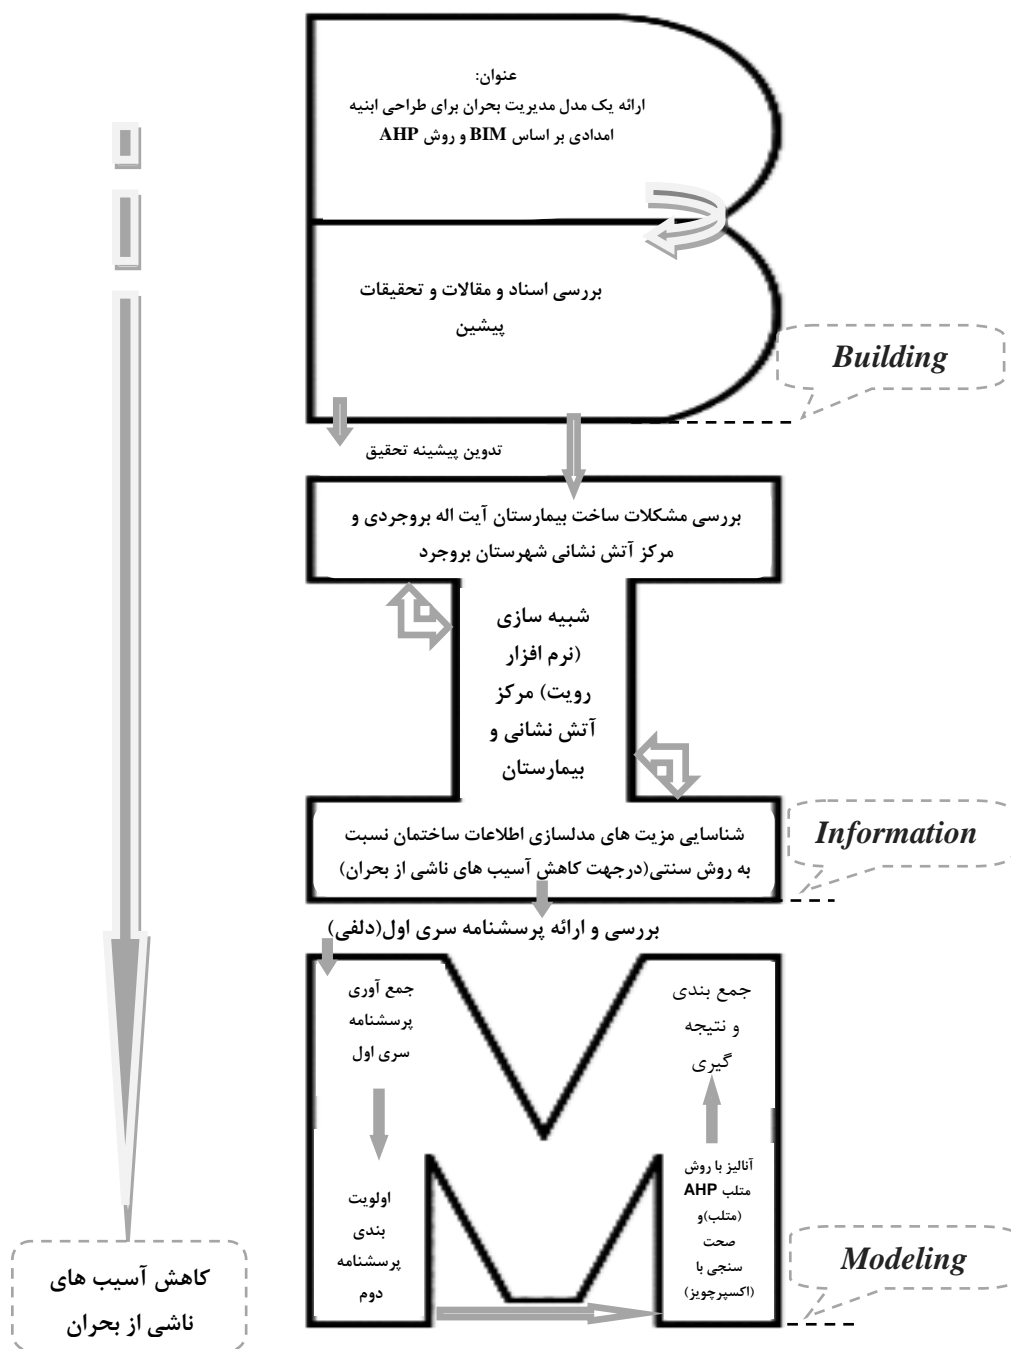 عنوان:
ارائه یک مدل مدیریت بحران برای طراحی ابنیه
امدادی بر اساس BIM و روش AHP
بررسی اسناد و مقالات و تحقیقات
پیشین
Building
تدوین پیشینه تحقیق
بررسی مشکلات ساخت بیمارستان آیت اله بروجردی و
مرکز آتش نشانی شهرستان بروجرد
شبیه سازی
(نرم افزار
رویت) مرکز
آتش نشانی و
بیمارستان
شناسایی مزیت های مدلسازی اطلاعات ساختمان نسبت
به روش سنتی(درجهت کاهش آسیب های ناشی از بحران)
Information
بررسی و ارائه پرسشنامه سری اول(دلفی)
جمع آوری
پرسشنامه
سری اول
اولویت
بندی
پرسشنامه
دوم
آنالیز با روش
متلب AHP
(متلب)و
صحت
سنجی با
(اکسپرچویز)
جمع بندی
و نتیجه
گیری
Modeling
کاهش آسیب های
ناشی از بحران